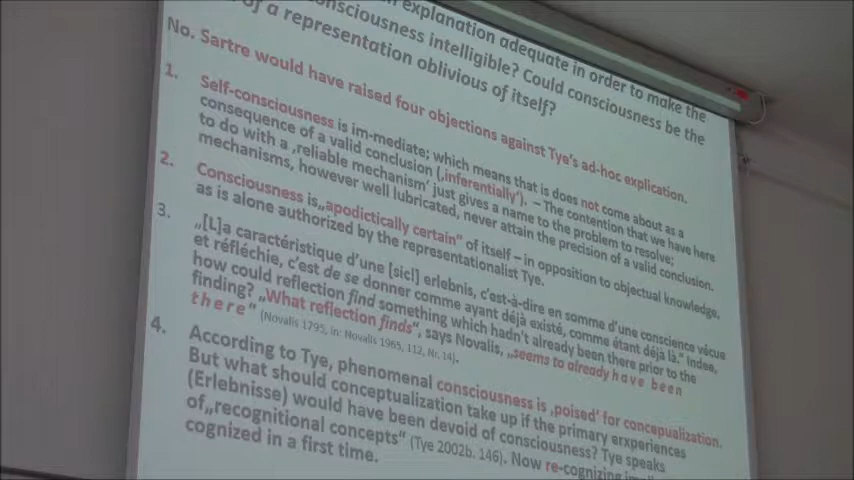 n explanation adequate in order to make the
nsciousness intelligible? Could consciousness be the
of a representation oblivious of itself?
No. Sartre would have raised four objections against Tye's ad-hoc explication.
1. Self-consciousness is im-mediate; which means that is does not come about as a
consequence of a valid conclusion (‚inferentially'). – The contention that we have here
to do with a ‚reliable mechanism' just gives a name to the problem to resolve;
mechanisms, however well lubricated, never attain the precision of a valid conclusion.
2. Consciousness is „apodictically certain" of itself – in opposition to objectual knowledge,
as is alone authorized by the representationalist Tye.
3. „[L]a caractéristique d'une [sic!] erlebnis, c'est-à-dire en somme d'une conscience vécue
et réfléchie, c'est de se donner comme ayant déjà existé, comme étant déjà là." Indee,
how could reflection find something which hadn't already been there prior to the
finding? „What reflection finds", says Novalis, „seems to already have been
there" (Novalis 1795, in: Novalis 1965, 112, Nr. 14).
4. According to Tye, phenomenal consciousness is ‚poised' for concepualization.
But what should conceptualization take up if the primary erxperiences
(Erlebnisse) would have been devoid of consciousness? Tye speaks
of „recognitional concepts" (Tye 2002b. 146). Now re-cognizing
cognized in a first time.